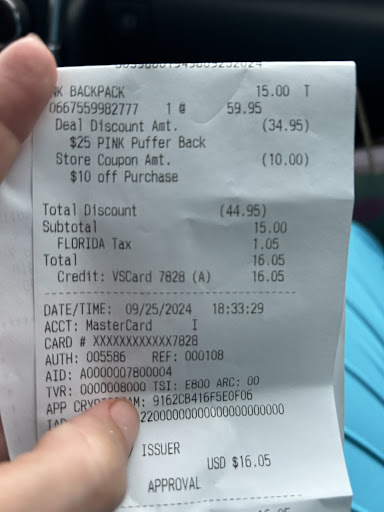 NK BACKPACK 15.00 T
0667559982777 1 @ 59.95
Deal Discount Amt. (34.95)
$25 PINK Puffer Back
Store Coupon Amt. (10.00)
$10 off Purchase
Total Discount (44.95)
Subtotal 15.00
FLORIDA Tax 1.05
Total 16.05
Credit: VSCard 7828 (A) 16.05
DATE/TIME: 09/25/2024 18:33:29
ACCT: MasterCard I
CARD # XXXXXXXXXXXX7828
AUTH: 005586 REF: 000108
AID: A0000007800004
TVR: 0000008000 TSI: E800 ARC: 00
APP AM: 9162CB416F5E0F06
ISSUER
USD $16.05
APPROVAL